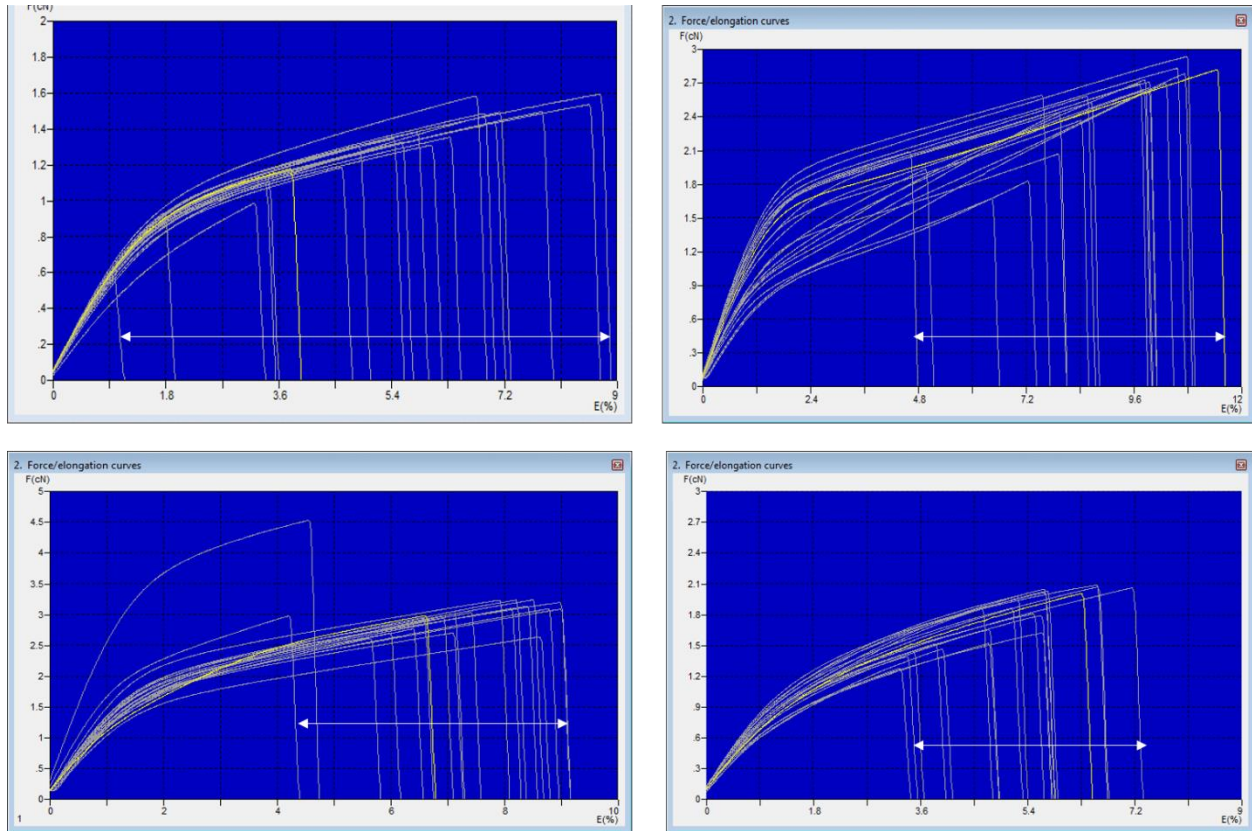 F(cN)
2
1.8
1.6
1.4
1.2
1
.8
.6
.4
.2
0
0 1.8 3.6 5.4 7.2 9
E(%)
2. Force/elongation curves
F(cN)
3
2.7
2.4
2.1
1.8
1.5
1.2
.9
.6
.3
0
0 2.4 4.8 7.2 9.6 12
E(%)
2. Force/elongation curves
F(cN)
5
4.5
4
3.5
3
2.5
2
1.5
1
.5
0
0 2 4 6 8 10
1 E(%)
2. Force/elongation curves
F(cN)
3
2.7
2.4
2.1
1.8
1.5
1.2
.9
.6
.3
0
0 1.8 3.6 5.4 7.2 9
E(%)